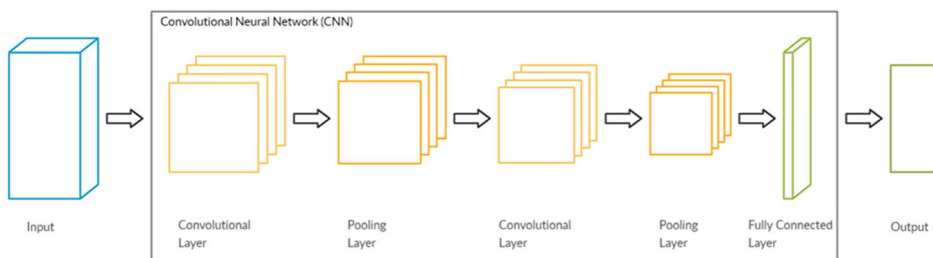 Convolutional Neural Network (CNN)
Input
Convolutional
Layer
Pooling
Layer
Convolutional
Layer
Pooling
Layer
Fully Connected
Layer
Output